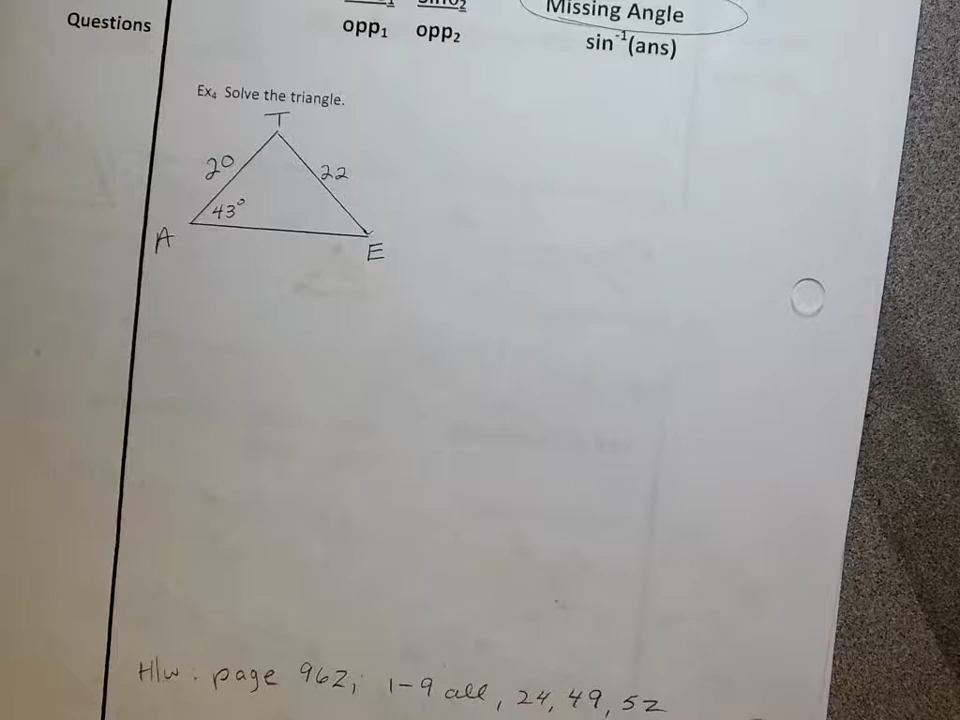 Questions
opp₁ opp₂
Missing Angle
sin⁻¹(ans)
Ex₄ Solve the triangle.
T
20
22
43°
A
E
H/w : page 962; 1-9 all, 24, 49, 52